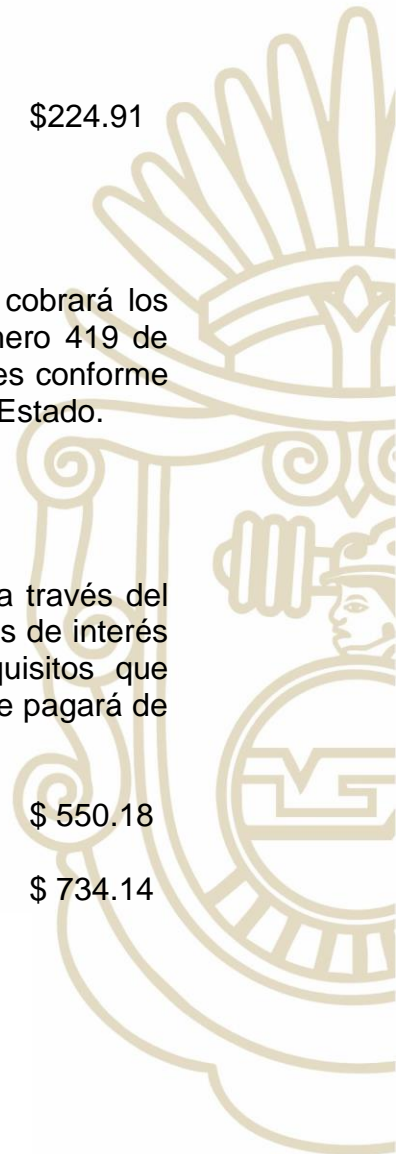 $224.91
cobrará los
nero 419 de
es conforme
Estado.
a través del
s de interés
quisitos que
e pagará de
$ 550.18
$ 734.14